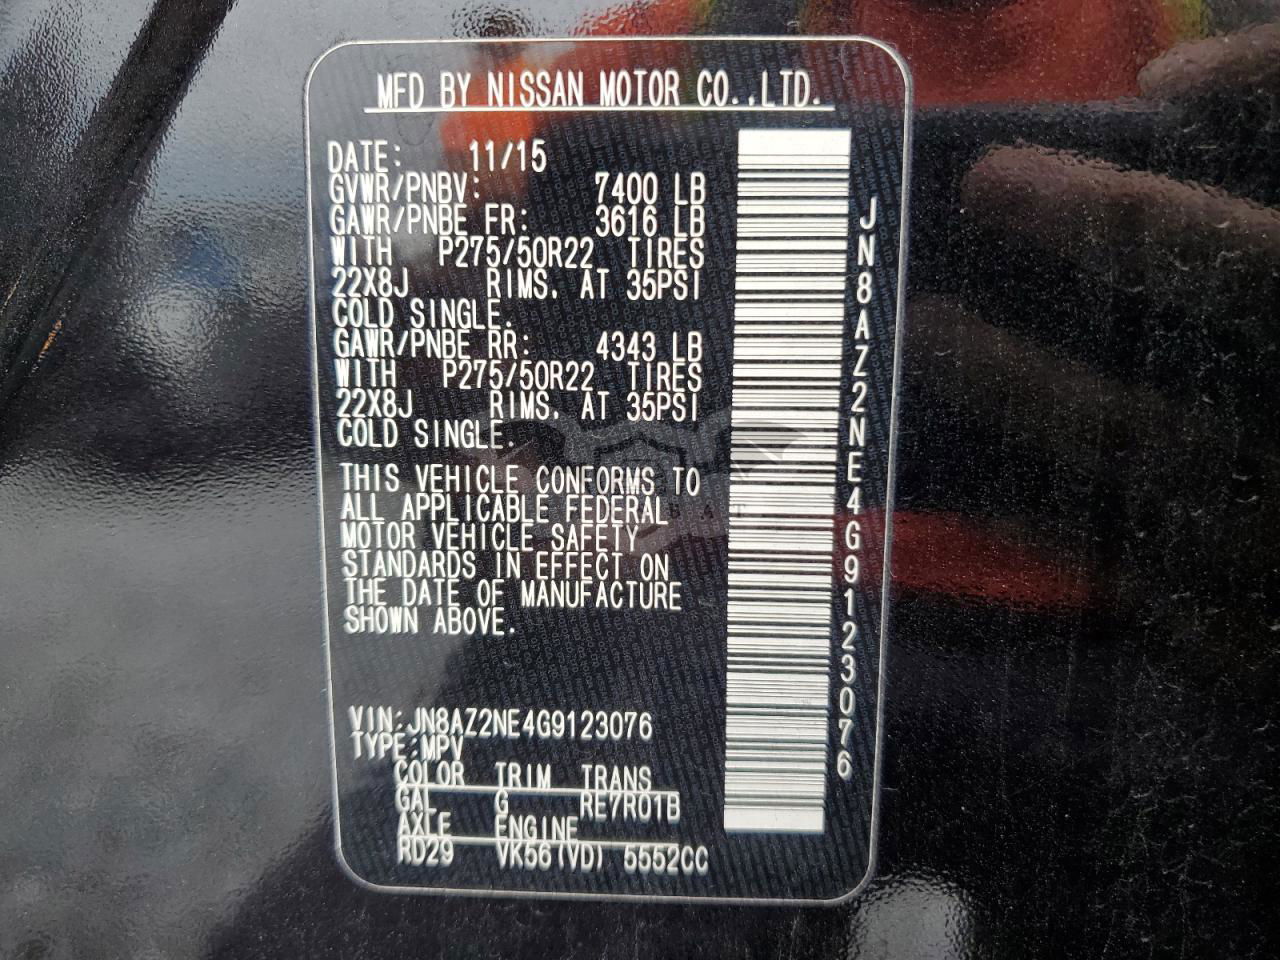 MFD BY NISSAN MOTOR CO.,LTD.
DATE: 11/15
GVWR/PNBV: 7400 LB
GAWR/PNBE FR: 3616 LB
WITH P275/50R22 TIRES
22X8J RIMS, AT 35PSI
COLD SINGLE.
GAWR/PNBE RR: 4343 LB
WITH P275/50R22 TIRES
22X8J RIMS, AT 35PSI
COLD SINGLE.
THIS VEHICLE CONFORMS TO
ALL APPLICABLE FEDERAL
MOTOR VEHICLE SAFETY
STANDARDS IN EFFECT ON
THE DATE OF MANUFACTURE
SHOWN ABOVE.
VIN:JN8AZ2NE4G9123076
TYPE:MPV
COLOR TRIM TRANS
GAL G RE7R01B
AXLE ENGINE
RD29 VK56(VD) 5552CC
JN8AZ2NE4G9123076